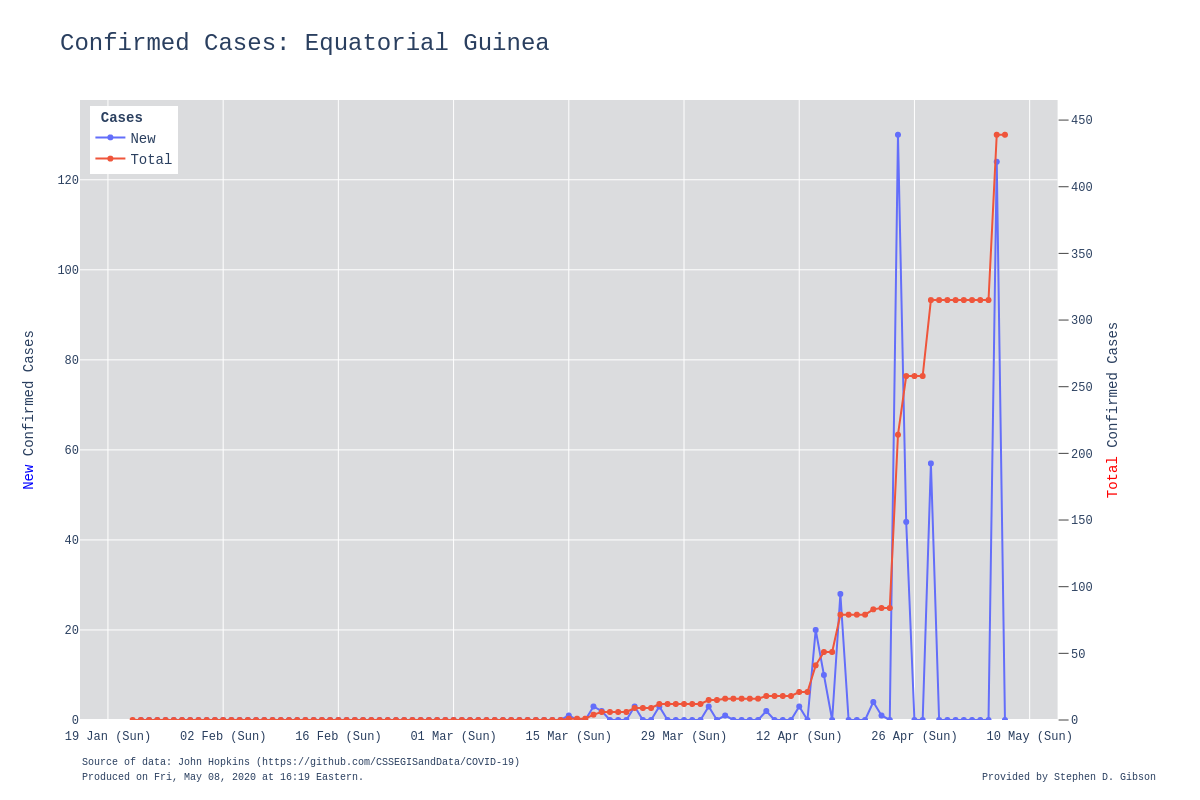 Confirmed Cases: Equatorial Guinea
Cases
New
Total
120
100
80
60
40
20
0
New Confirmed Cases
450
400
350
300
250
200
150
100
50
0
Total Confirmed Cases
19 Jan (Sun) 02 Feb (Sun) 16 Feb (Sun) 01 Mar (Sun) 15 Mar (Sun) 29 Mar (Sun) 12 Apr (Sun) 26 Apr (Sun) 10 May (Sun)
Source of data: John Hopkins (https://github.com/CSSEGISandData/COVID-19)
Produced on Fri, May 08, 2020 at 16:19 Eastern.
Provided by Stephen D. Gibson